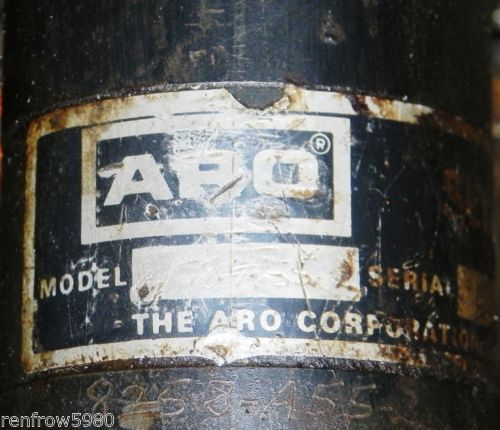 ARO®
MODEL SERIAL
THE ARO CORPORATION
renfrow5980